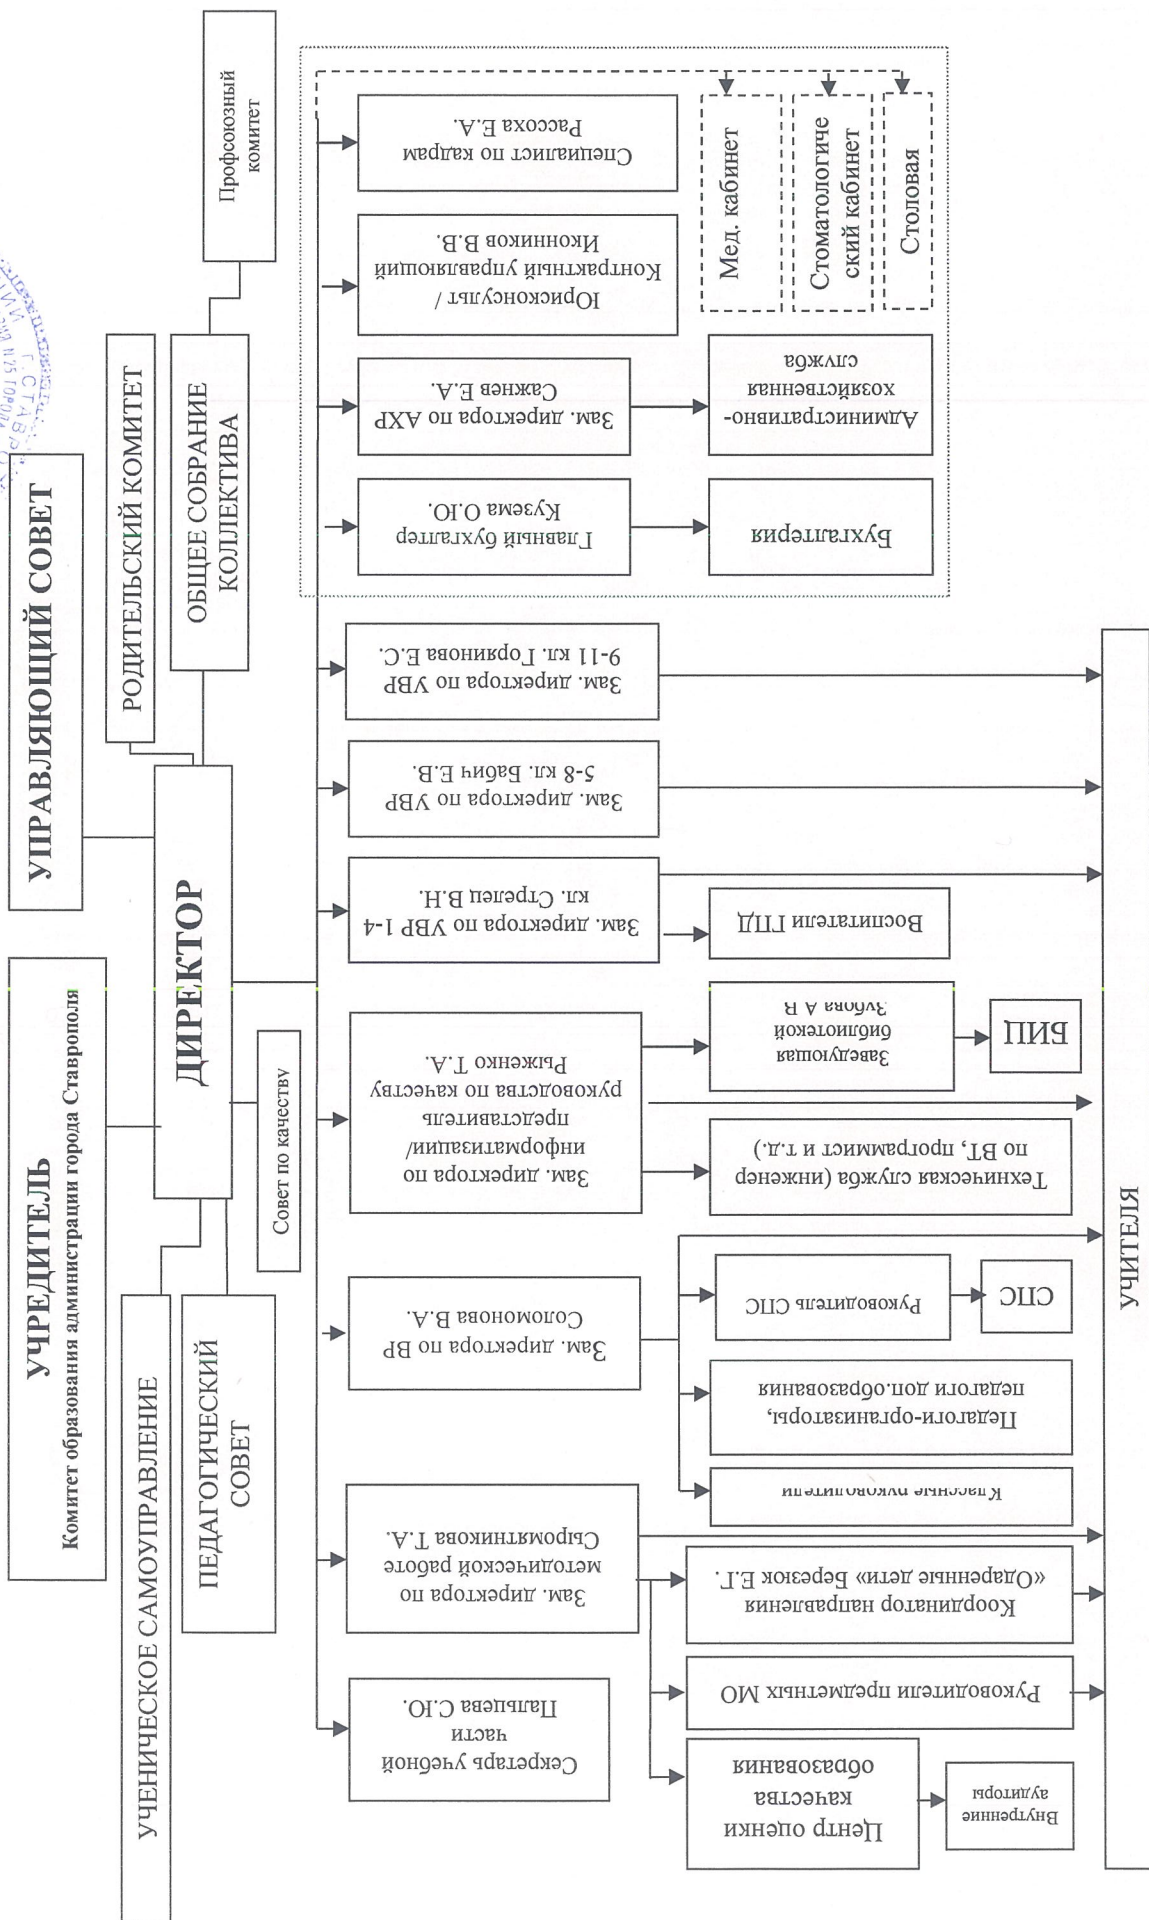 УЧРЕДИТЕЛЬ
Комитет образования администрации города Ставрополя
УПРАВЛЯЮЩИЙ СОВЕТ
УЧЕНИЧЕСКОЕ САМОУПРАВЛЕНИЕ
РОДИТЕЛЬСКИЙ КОМИТЕТ
ДИРЕКТОР
ПЕДАГОГИЧЕСКИЙ
СОВЕТ
ОБЩЕЕ СОБРАНИЕ
КОЛЛЕКТИВА
Профсоюзный
комитет
Совет по качеству
Секретарь учебной
части
Пальцева С.Ю.
Зам. директора по
методической работе
Сыромятникова Т.А.
Зам. директора по ВР
Соломонова В.А.
Зам. директора по
информатизации/
представитель
руководства по качеству
Рыженко Т.А.
Зам. директора по УВР 1-4
кл. Стрелец В.Н.
Зам. директора по УВР
5-8 кл. Бабич Е.В.
Зам. директора по УВР
9-11 кл. Горяинова Е.С.
Главный бухгалтер
Кузема О.Ю.
Зам. директора по АХР
Сажнев Е.А.
Юрисконсульт /
Контрактный управляющий
Иконников В.В.
Специалист по кадрам
Рассоха Е.А.
Центр оценки
качества
образования
Внутренние
аудиторы
Руководители предметных МО
Координатор направления
«Одаренные дети» Березюк Е.Г.
Классные руководители
Педагоги-организаторы,
педагоги доп.образования
Руководитель СПС
СПС
Техническая служба (инженер
по ВТ, программист и т.д.)
Заведующая
библиотекой
Зубова А
БИЦ
Воспитатели ГПД
Бухгалтерия
Административно-
хозяйственная
служба
Мед. кабинет
Стоматологиче
ский кабинет
Столовая
УЧИТЕЛЯ